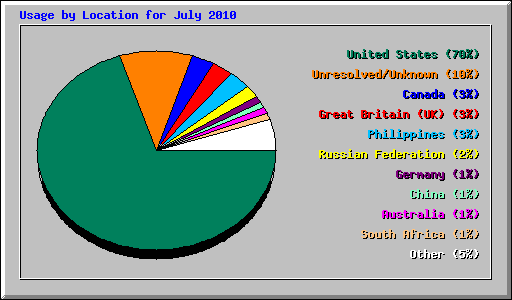 Usage by Location for July 2010
United States (70%)
Unresolved/Unknown (10%)
Canada (3%)
Great Britain (UK) (3%)
Philippines (3%)
Russian Federation (2%)
Germany (1%)
China (1%)
Australia (1%)
South Africa (1%)
Other (5%)